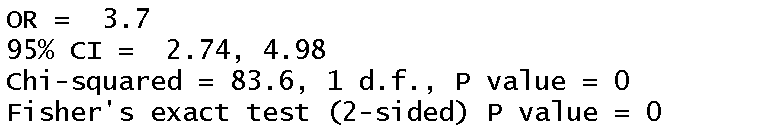 OR =  3.7
95% CI =  2.74, 4.98
Chi-squared = 83.6, 1 d.f., P value = 0
Fisher's exact test (2-sided) P value = 0